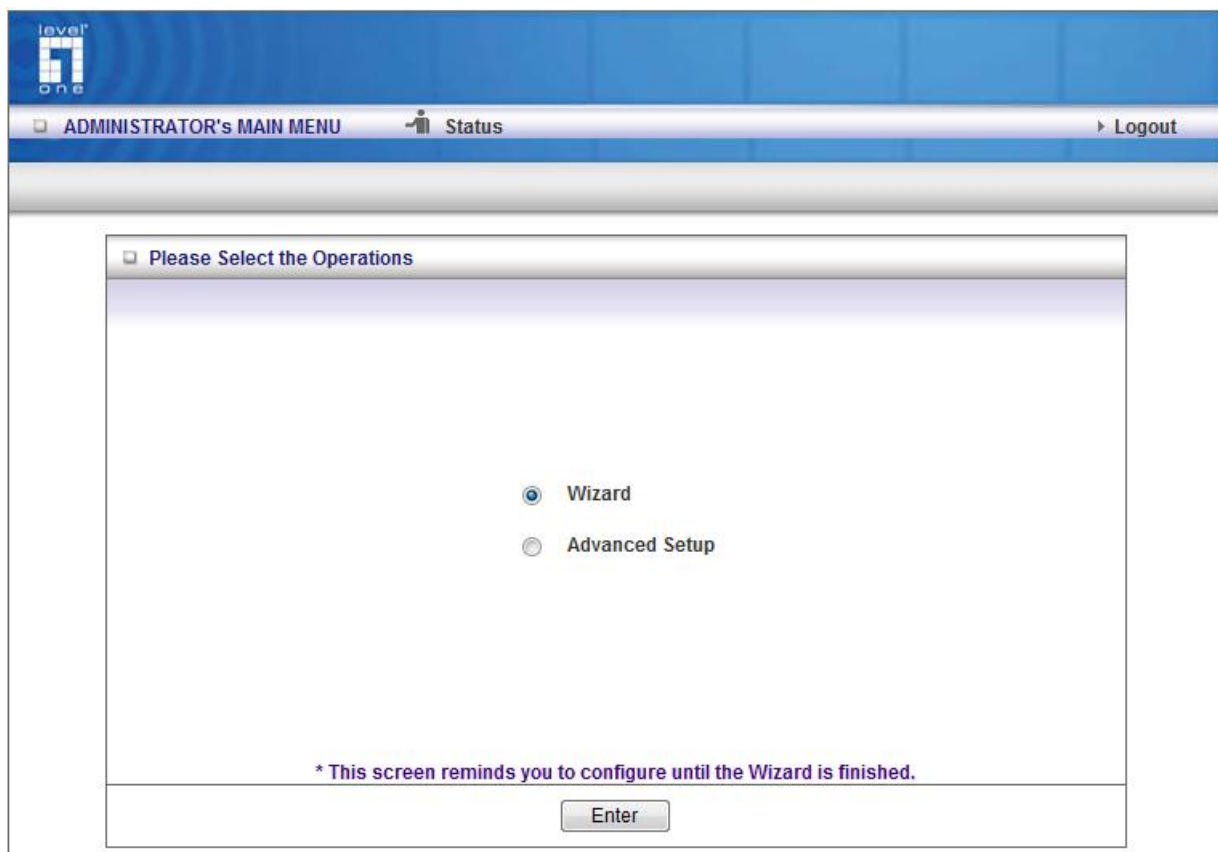 level
one
ADMINISTRATOR's MAIN MENU Status Logout
Please Select the Operations
Wizard
Advanced Setup
* This screen reminds you to configure until the Wizard is finished.
Enter